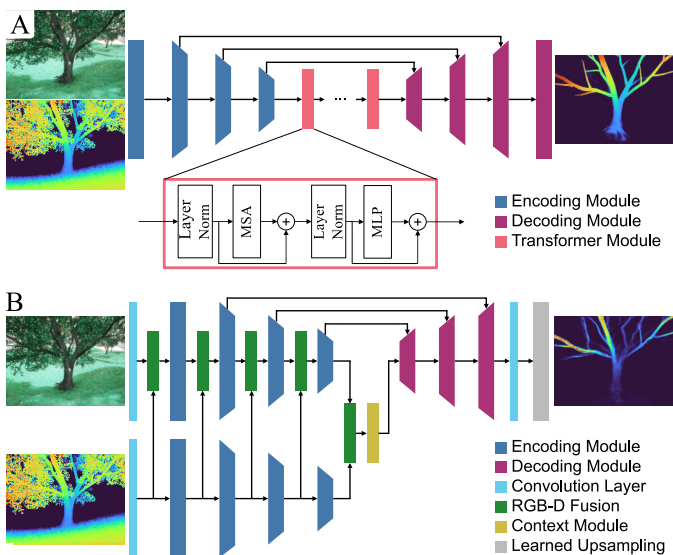 A
Layer
Norm
MSA
+
Layer
Norm
MLP
+
Encoding Module
Decoding Module
Transformer Module
B
Encoding Module
Decoding Module
Convolution Layer
RGB-D Fusion
Context Module
Learned Upsampling